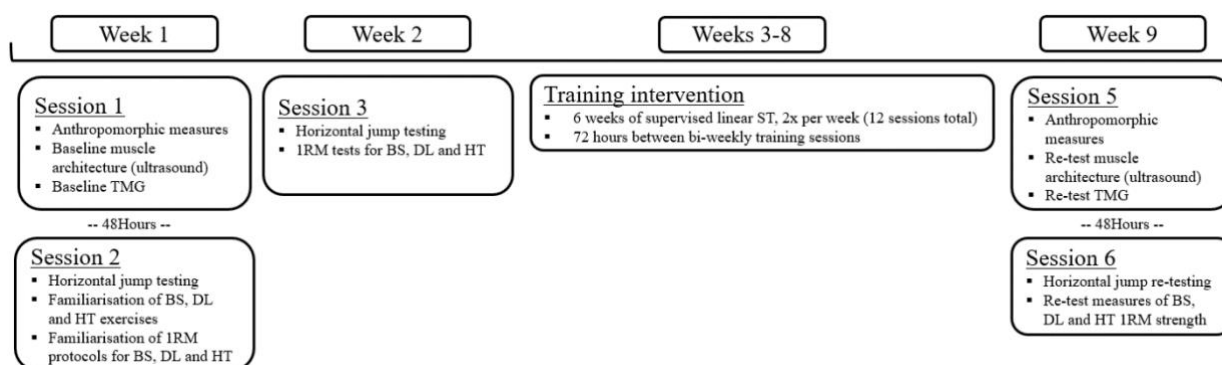 Week 1
Week 2
Weeks 3-8
Week 9
Session 1
▪ Anthropomorphic measures
▪ Baseline muscle
architecture (ultrasound)
▪ Baseline TMG
-- 48Hours --
Session 2
▪ Horizontal jump testing
▪ Familiarisation of BS, DL
and HT exercises
▪ Familiarisation of 1RM
protocols for BS, DL and HT
Session 3
▪ Horizontal jump testing
▪ 1RM tests for BS, DL and HT
Training intervention
▪ 6 weeks of supervised linear ST, 2x per week (12 sessions total)
▪ 72 hours between bi-weekly training sessions
Session 5
▪ Anthropomorphic
measures
▪ Re-test muscle
architecture (ultrasound)
▪ Re-test TMG
-- 48Hours --
Session 6
▪ Horizontal jump re-testing
▪ Re-test measures of BS,
DL and HT 1RM strength